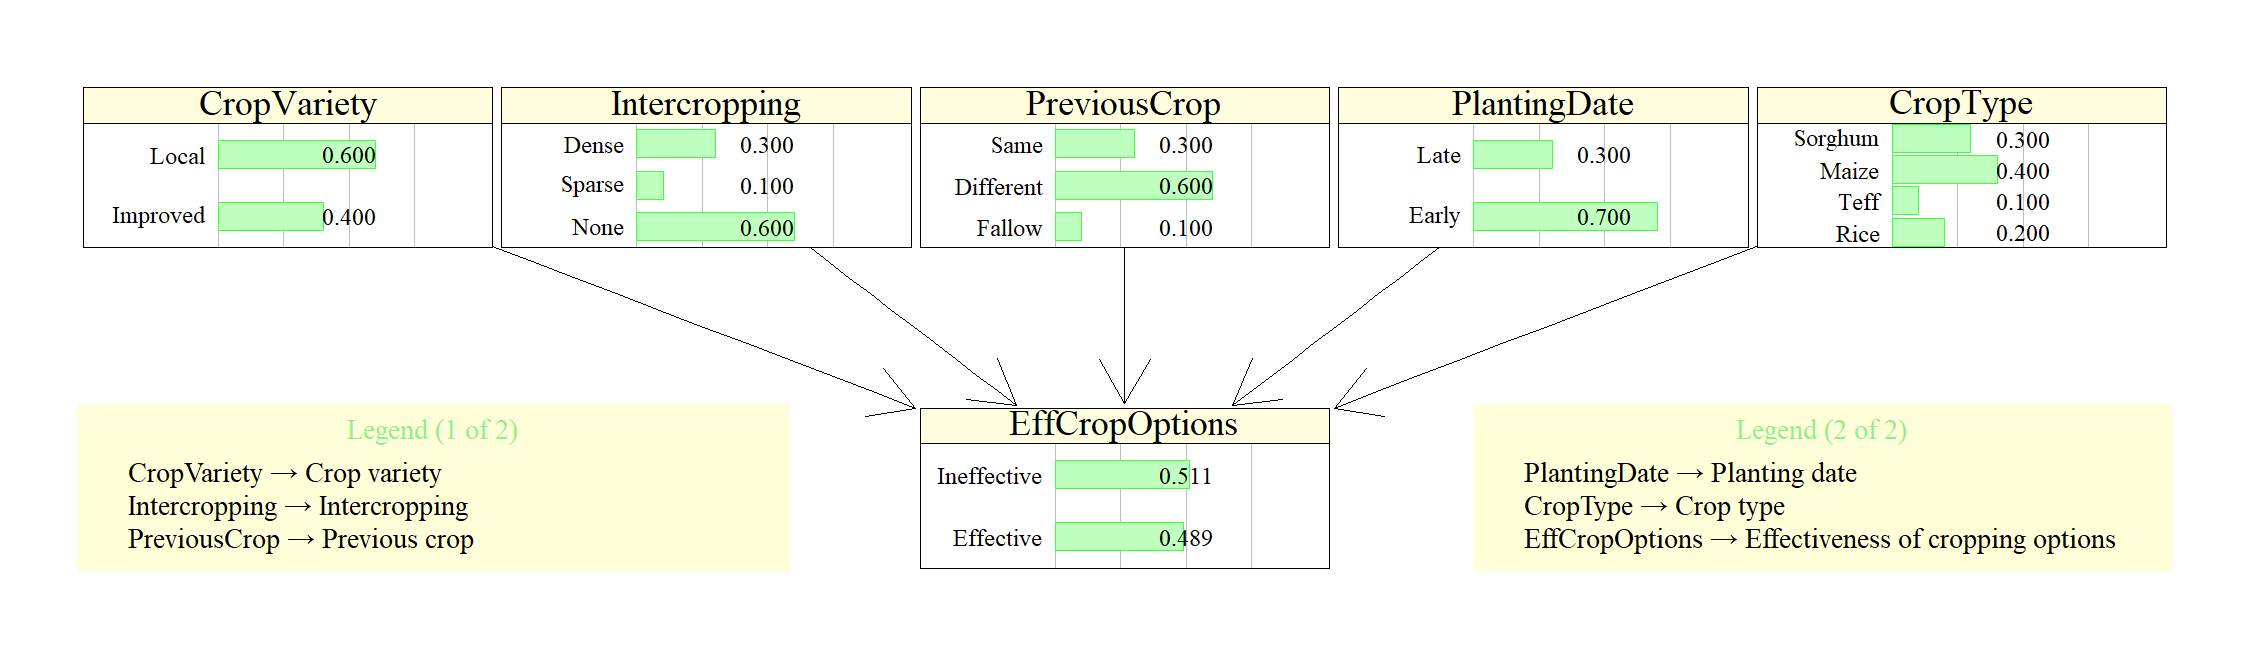 CropVariety
Local 0.600
Improved 0.400
Intercropping
Dense 0.300
Sparse 0.100
None 0.600
PreviousCrop
Same 0.300
Different 0.600
Fallow 0.100
PlantingDate
Late 0.300
Early 0.700
CropType
Sorghum 0.300
Maize 0.400
Teff 0.100
Rice 0.200
EffCropOptions
Ineffective 0.511
Effective 0.489
Legend (1 of 2)
CropVariety → Crop variety
Intercropping → Intercropping
PreviousCrop → Previous crop
Legend (2 of 2)
PlantingDate → Planting date
CropType → Crop type
EffCropOptions → Effectiveness of cropping options